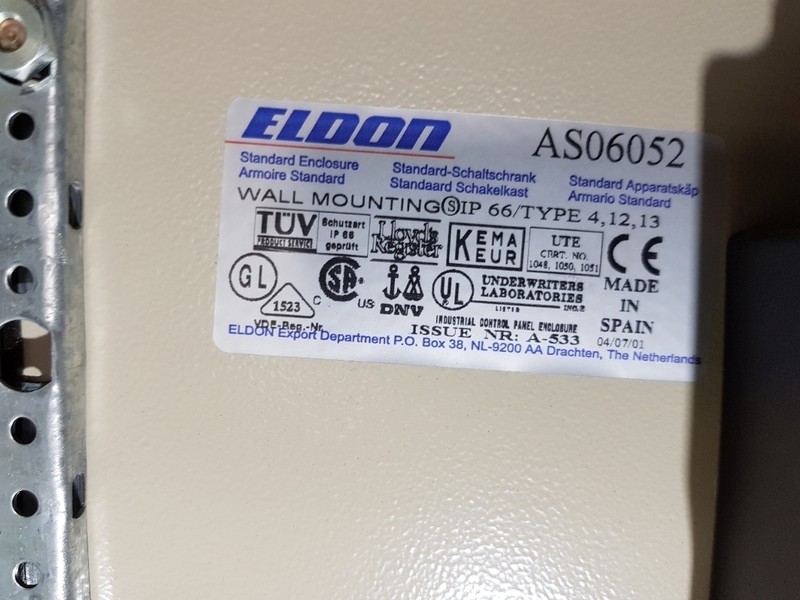 ELDON
AS06052
Standard Enclosure
Armoire Standard
Standard-Schaltschrank
Standaard Schakelkast
Standard Apparatskåp
Armario Standard
WALL MOUNTING Ⓢ IP 66/TYPE 4,12,13
TÜV
PRODUCT SERVICE
Schutzart
IP 66
geprüft
Lloyd's
Register
KEMA
EUR
UTE
CERT. NO.
1048, 1050, 1051
CE
GL
1523
VDE-Reg.-Nr.
C SA US
DNV
UL
UNDERWRITERS
LABORATORIES
LISTED INC.®
INDUSTRIAL CONTROL PANEL ENCLOSURE
ISSUE NR: A-533
MADE
IN
SPAIN
04/07/01
ELDON Export Department P.O. Box 38, NL-9200 AA Drachten, The Netherlands